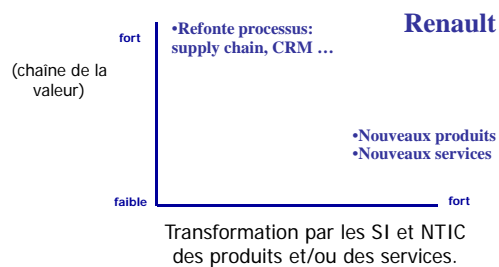 Renault
fort
•Refonte processus:
supply chain, CRM …
(chaîne de la
valeur)
•Nouveaux produits
•Nouveaux services
faible
fort
Transformation par les SI et NTIC
des produits et/ou des services.